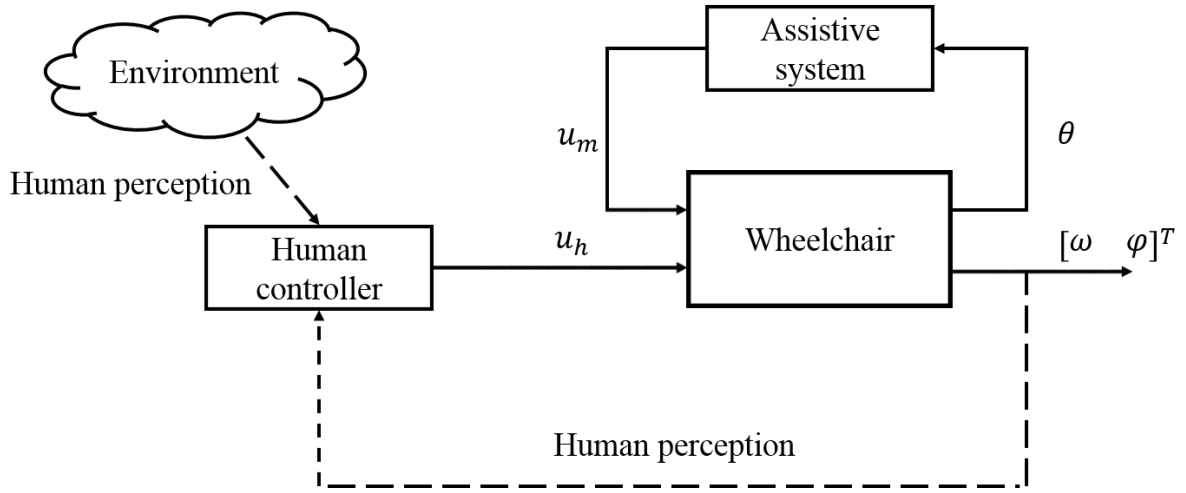 Environment
Assistive
system
u_m
θ
Human perception
Wheelchair
Human
controller
u_h
[ω φ]^T
Human perception